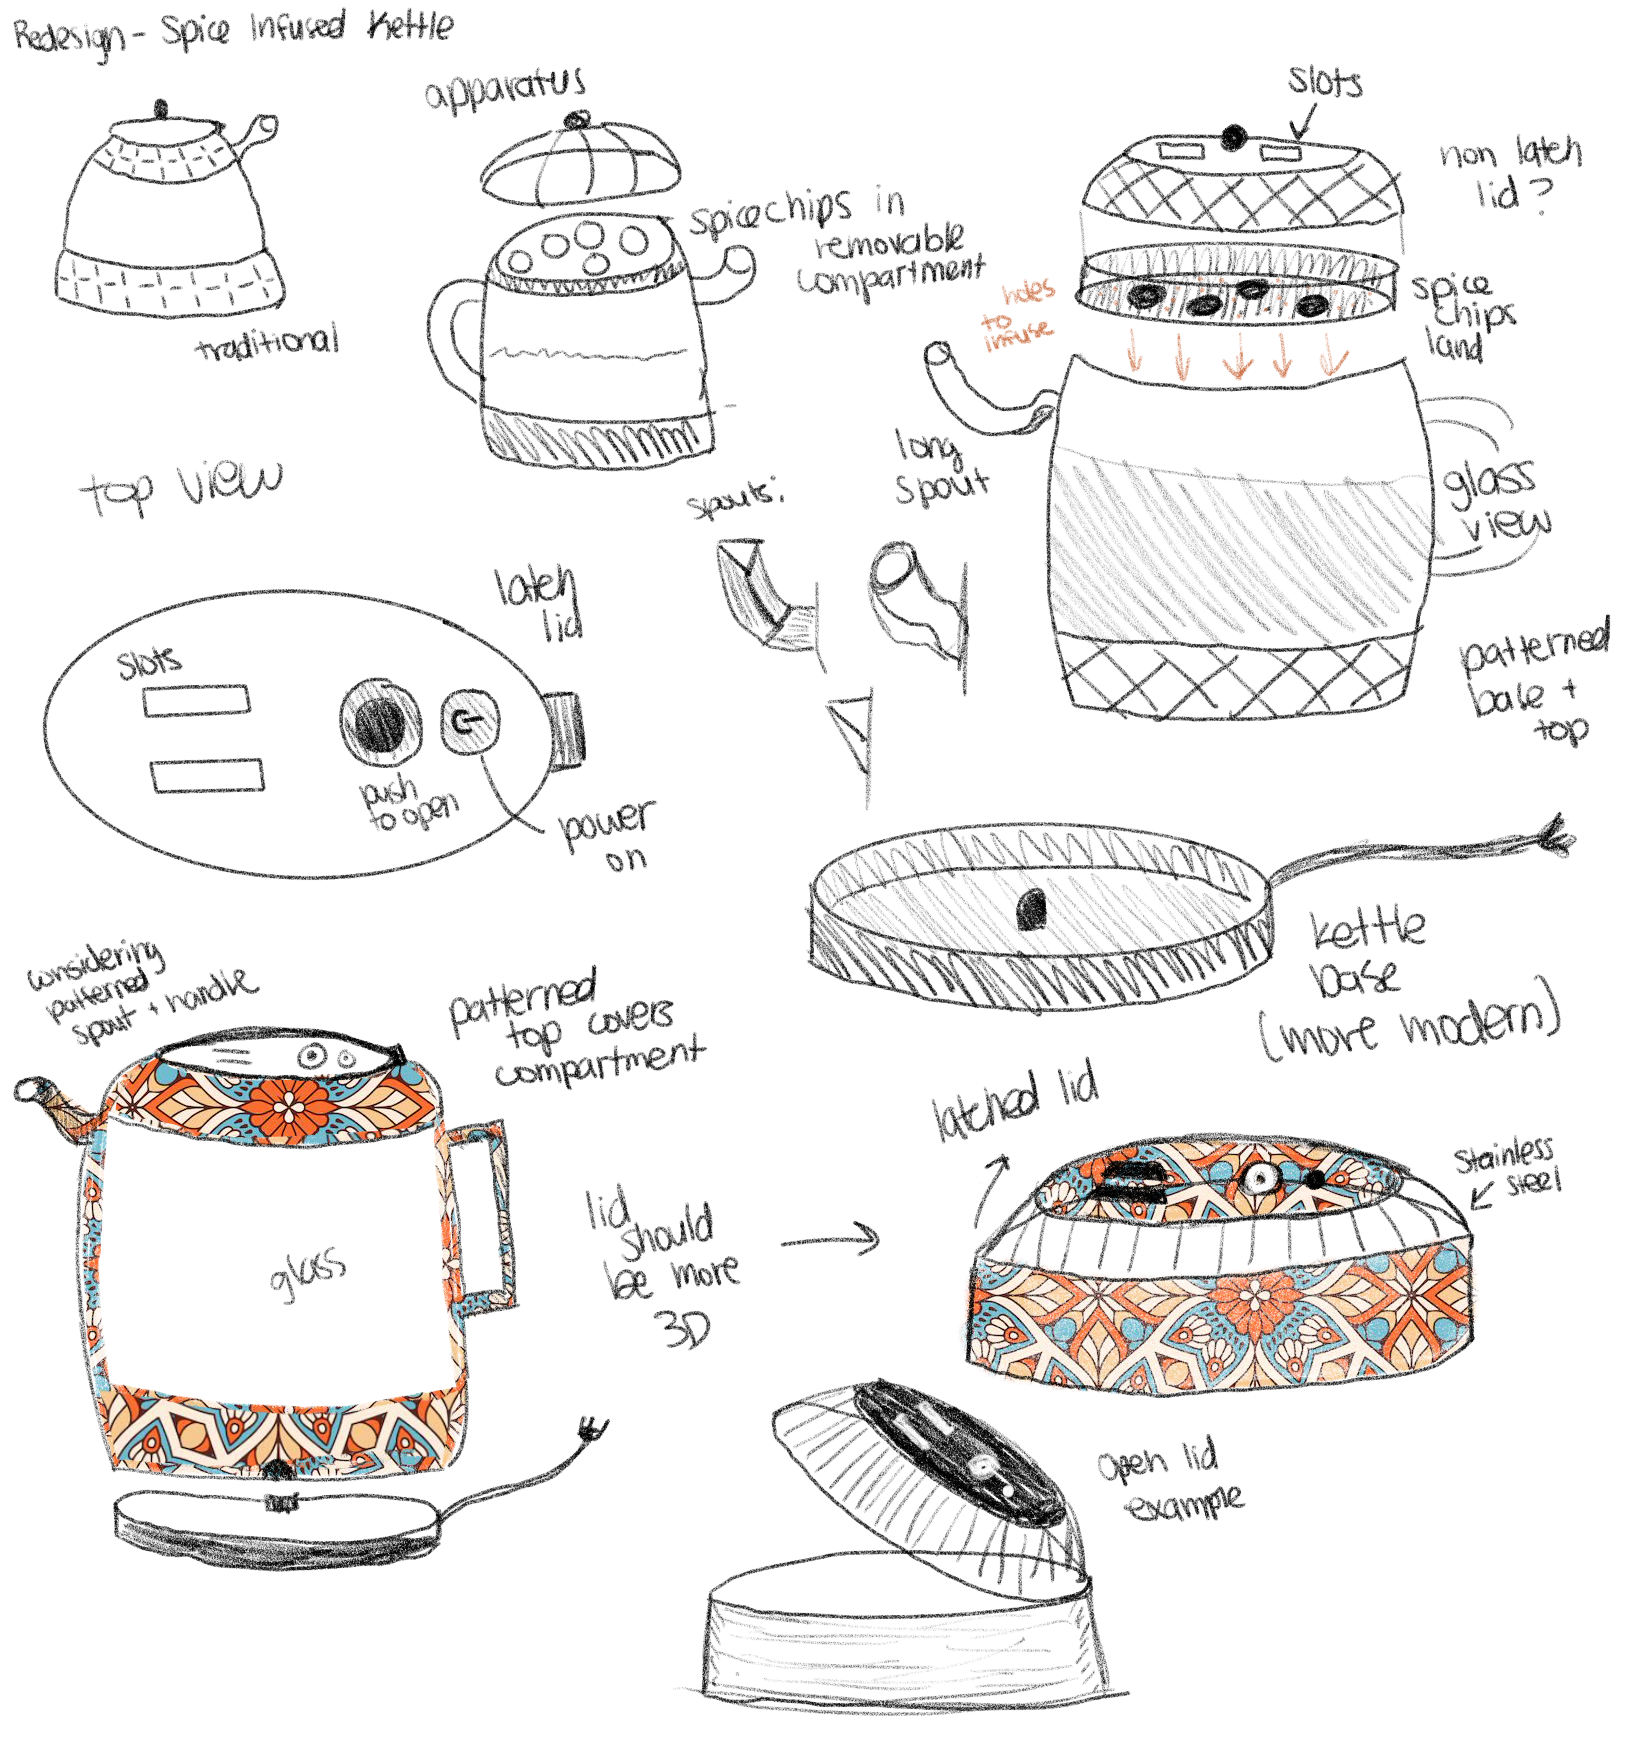 Redesign - Spice Infused Kettle
traditional
apparatus
spice chips in
removable
compartment
slots
non latch
lid?
holes
to
infuse
spice
chips
land
long
spout
glass
view
patterned
base +
top
spouts:
top view
latch
lid
slots
push
to open
power
on
kettle
base
(more modern)
considering
patterned
spout + handle
patterned
top covers
compartment
glass
lid
should
be more
3D
latched lid
stainless
steel
open lid
example